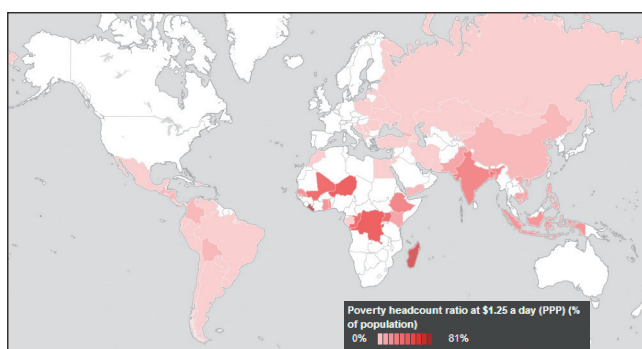 Poverty headcount ratio at $1.25 a day (PPP) (%
of population)
0% 81%